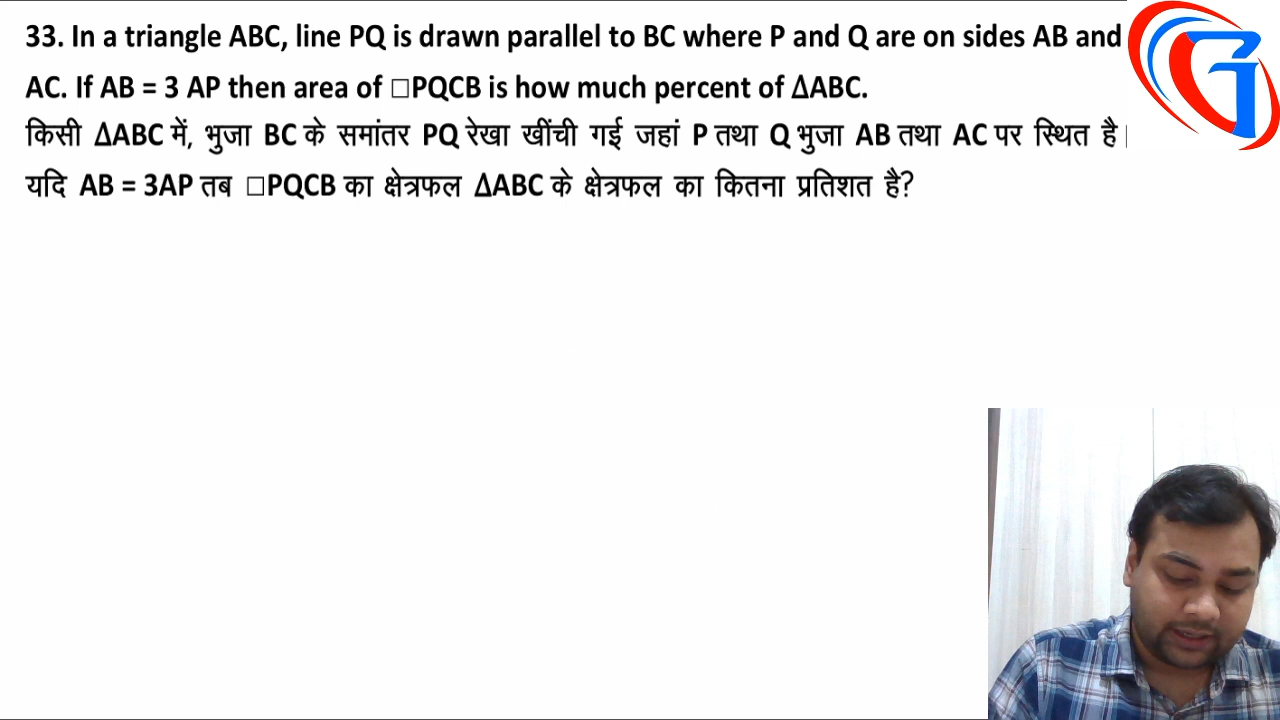 33. In a triangle ABC, line PQ is drawn parallel to BC where P and Q are on sides AB and
AC. If AB = 3 AP then area of □PQCB is how much percent of ΔABC.
किसी ΔABC में, भुजा BC के समांतर PQ रेखा खींची गई जहां P तथा Q भुजा AB तथा AC पर स्थित है।
यदि AB = 3AP तब □PQCB का क्षेत्रफल ΔABC के क्षेत्रफल का कितना प्रतिशत है?